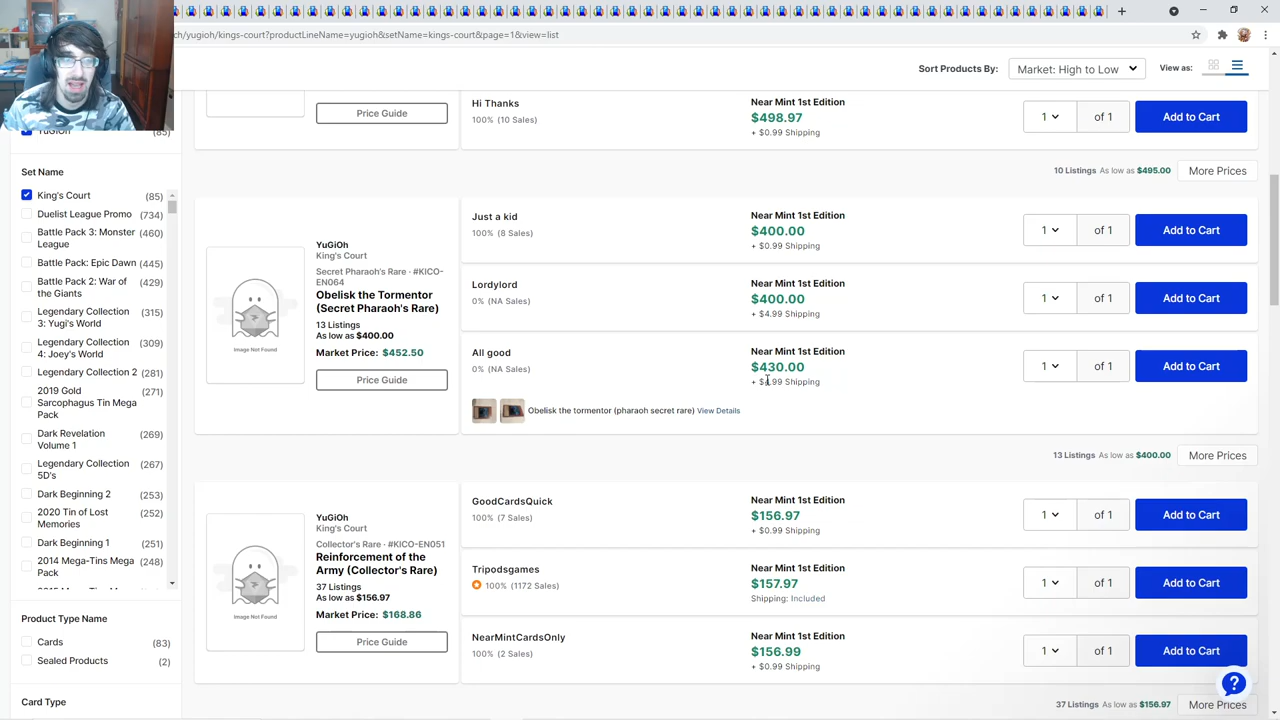 ch/yugioh/kings-court?productLineName=yugioh&setName=kings-court&page=1&view=list
Sort Products By:
Market: High to Low
View as:
YuGiOh
(85)
Set Name
King's Court
(85)
Duelist League Promo
(734)
Battle Pack 3: Monster
League
(460)
Battle Pack: Epic Dawn
(445)
Battle Pack 2: War of
the Giants
(429)
Legendary Collection
3: Yugi's World
(315)
Legendary Collection
4: Joey's World
(309)
Legendary Collection 2
(281)
2019 Gold
Sarcophagus Tin Mega
Pack
(271)
Dark Revelation
Volume 1
(269)
Legendary Collection
5D's
(267)
Dark Beginning 2
(253)
2020 Tin of Lost
Memories
(252)
Dark Beginning 1
(251)
2014 Mega-Tins Mega
Pack
(248)
Product Type Name
Cards
(83)
Sealed Products
(2)
Card Type
Price Guide
Hi Thanks
100% (10 Sales)
Near Mint 1st Edition
$498.97
+ $0.99 Shipping
1
of 1
Add to Cart
10 Listings As low as $495.00
More Prices
YuGiOh
King's Court
Secret Pharaoh's Rare · #KICO-
EN064
Obelisk the Tormentor
(Secret Pharaoh's Rare)
13 Listings
As low as $400.00
Market Price: $452.50
Price Guide
Image Not Found
Just a kid
100% (8 Sales)
Near Mint 1st Edition
$400.00
+ $0.99 Shipping
1
of 1
Add to Cart
Lordylord
0% (NA Sales)
Near Mint 1st Edition
$400.00
+ $4.99 Shipping
1
of 1
Add to Cart
All good
0% (NA Sales)
Near Mint 1st Edition
$430.00
.99 Shipping
1
of 1
Add to Cart
Obelisk the tormentor (pharaoh secret rare) View Details
13 Listings As low as $400.00
More Prices
YuGiOh
King's Court
Collector's Rare · #KICO-EN051
Reinforcement of the
Army (Collector's Rare)
37 Listings
As low as $156.97
Market Price: $168.86
Price Guide
Image Not Found
GoodCardsQuick
100% (7 Sales)
Near Mint 1st Edition
$156.97
+ $0.99 Shipping
1
of 1
Add to Cart
Tripodsgames
100% (1172 Sales)
Near Mint 1st Edition
$157.97
Shipping: Included
1
of 1
Add to Cart
NearMintCardsOnly
100% (2 Sales)
Near Mint 1st Edition
$156.99
+ $0.99 Shipping
1
of 1
Add to Cart
37 Listings As low as $156.97
More Prices
?